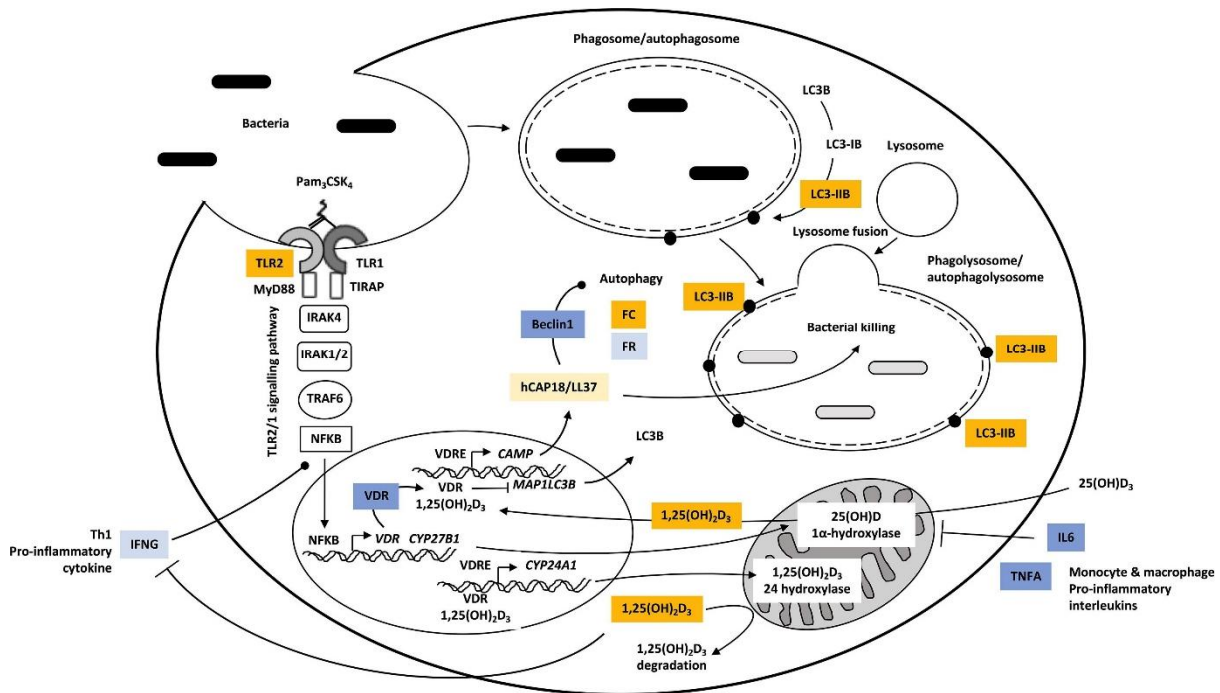 Phagosome/autophagosome
Bacteria
LC3B
LC3-IB
Lysosome
LC3-IIB
Pam₃CSK₄
Lysosome fusion
TLR2
TLR1
MyD88
TIRAP
Phagolysosome/
autophagolysosome
Autophagy
LC3-IIB
IRAK4
Beclin1
FC
FR
Bacterial killing
IRAK1/2
LC3-IIB
TLR2/1 signalling pathway
hCAP18/LL37
TRAF6
LC3-IIB
NFKB
LC3B
VDRE
CAMP
MAP1LC3B
VDR
VDR
1,25(OH)₂D₃
25(OH)D₃
1,25(OH)₂D₃
25(OH)D
1α-hydroxylase
Th1
Pro-inflammatory
cytokine
IFNG
NFKB
VDR
CYP27B1
IL6
VDRE
CYP24A1
1,25(OH)₂D₃
24 hydroxylase
TNFA
Monocyte & macrophage
Pro-inflammatory
interleukins
VDR
1,25(OH)₂D₃
1,25(OH)₂D₃
1,25(OH)₂D₃
degradation